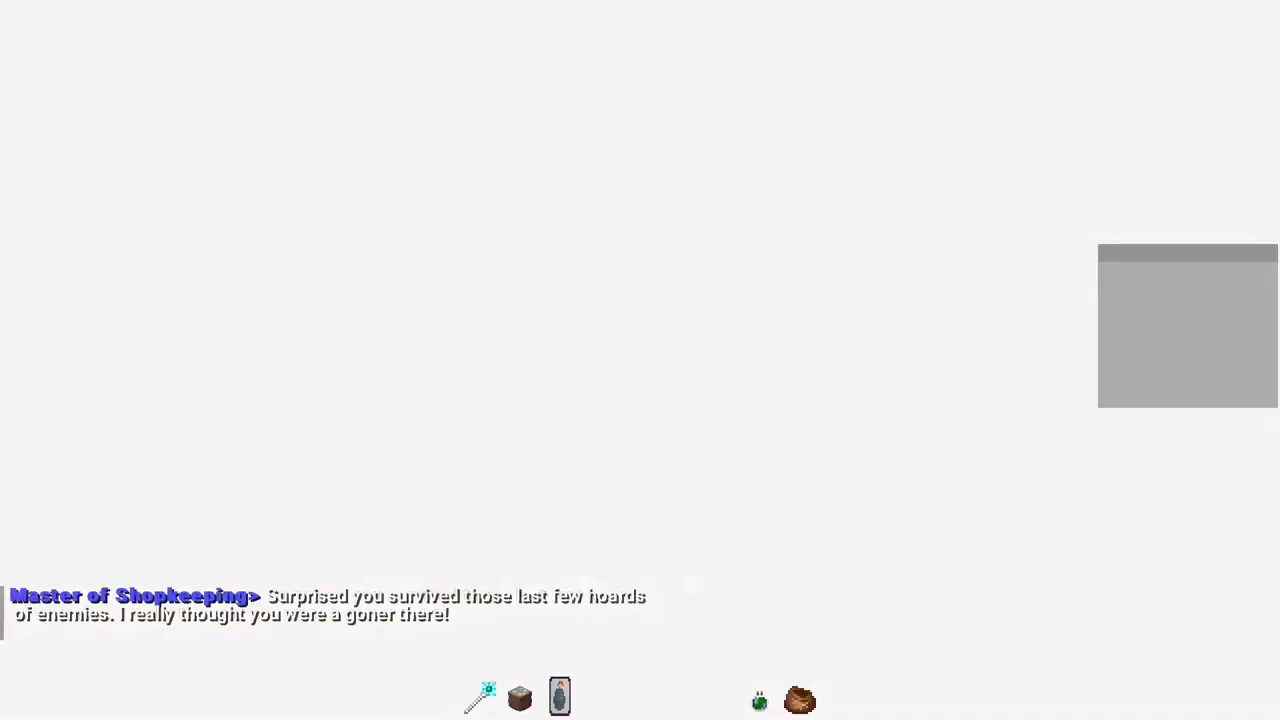 Master of Shopkeeping> Surprised you survived those last few hoards
of enemies. I really thought you were a goner there!